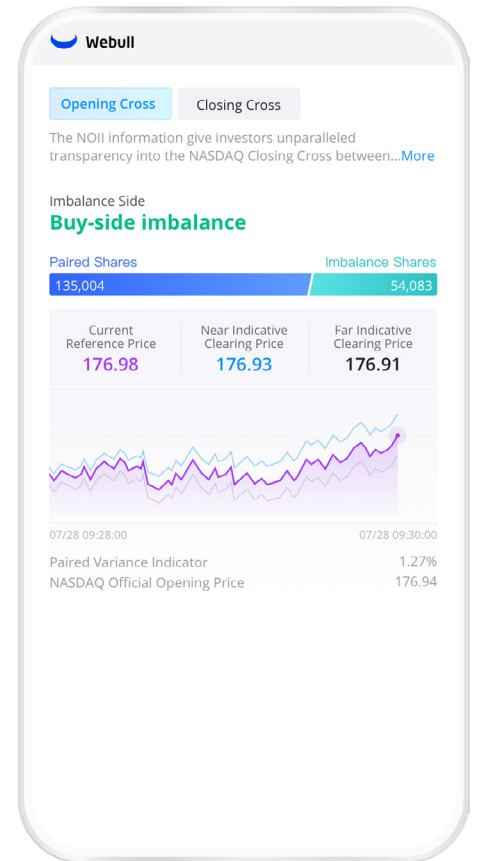 Webull
Opening Cross
Closing Cross
The NOII information give investors unparalleled
transparency into the NASDAQ Closing Cross between...More
Imbalance Side
Buy-side imbalance
Paired Shares
Imbalance Shares
135,004
54,083
Current
Reference Price
176.98
Near Indicative
Clearing Price
176.93
Far Indicative
Clearing Price
176.91
07/28 09:28:00
07/28 09:30:00
Paired Variance Indicator
1.27%
NASDAQ Official Opening Price
176.94